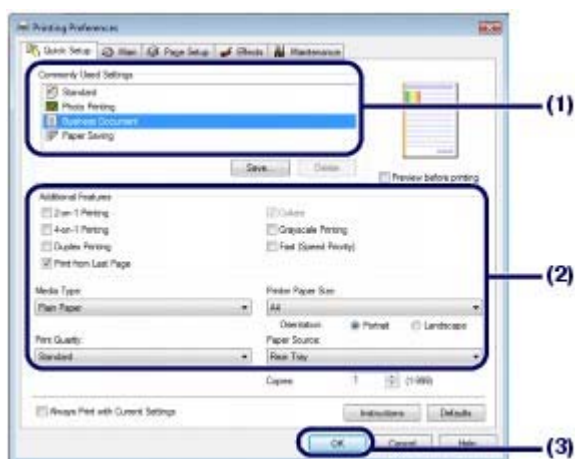 Printing Preferences
Quick Setup Main Page Setup Effects Maintenance
Commonly Used Settings
Standard
Photo Printing
Business Document
Paper Saving
(1)
Save... Delete
Preview before printing
Additional Features
2-on-1 Printing
4-on-1 Printing Grayscale Printing
Duplex Printing Fast (Speed Priority)
Print from Last Page
(2)
Media Type: Printer Paper Size:
Plain Paper A4
Orientation: Portrait Landscape
Print Quality: Paper Source:
Standard Rear Tray
Copies: 1 (1-999)
Always Print with Current Settings Instructions Defaults
OK Cancel Help
(3)